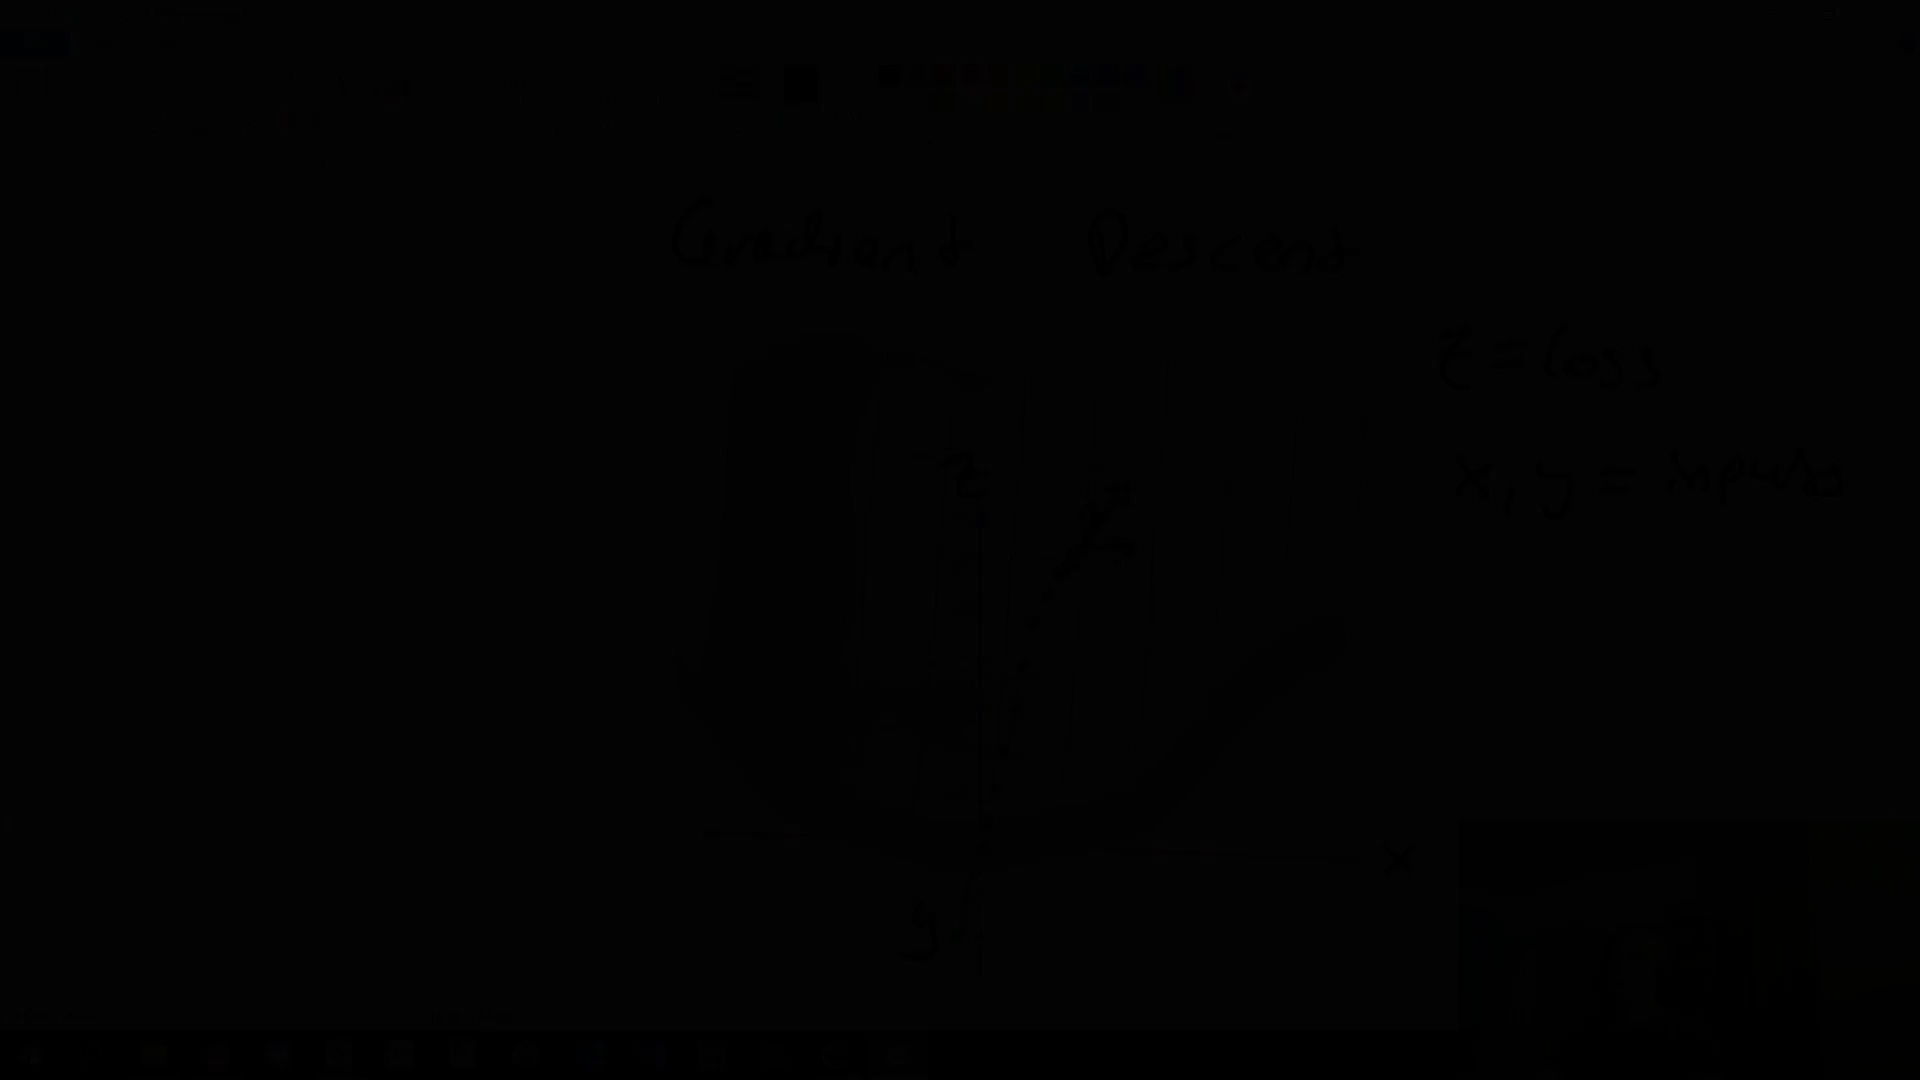 Gradient Descent
z = loss
x, y = inputs
z
x
y